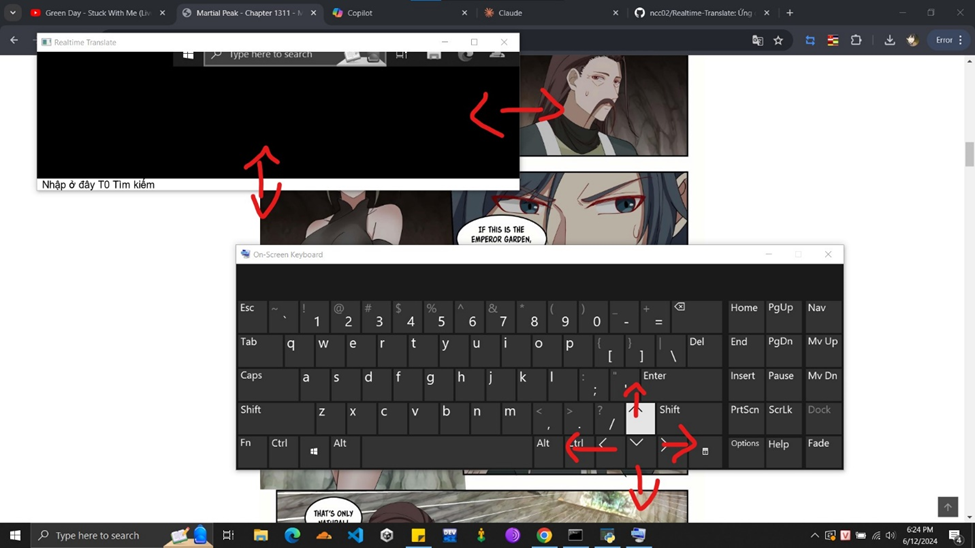 Green Day - Stuck With Me (Liv
Martial Peak - Chapter 1311 - M
Copilot
Claude
ncc02/Realtime-Translate: Ứng
Error
Realtime Translate
Type here to search
Nhập ở đây T0 Tìm kiếm
IF THIS IS THE
EMPEROR GARDEN,
On-Screen Keyboard
Esc ~ ` ! 1 @ 2 # 3 $ 4 % 5 ^ 6 & 7 * 8 ( 9 ) 0 _ - + = Home PgUp Nav
Tab q w e r t y u i o p { [ } ] | \ Del End PgDn Mv Up
Caps a s d f g h j k l : ; " ' Enter Insert Pause Mv Dn
Shift z x c v b n m < , > . ? / Shift PrtScn ScrLk Dock
Fn Ctrl Alt Alt Ctrl Options Help Fade
THAT'S ONLY
NATURAL!
Type here to search
DEV
V
6:24 PM
6/12/2024
4